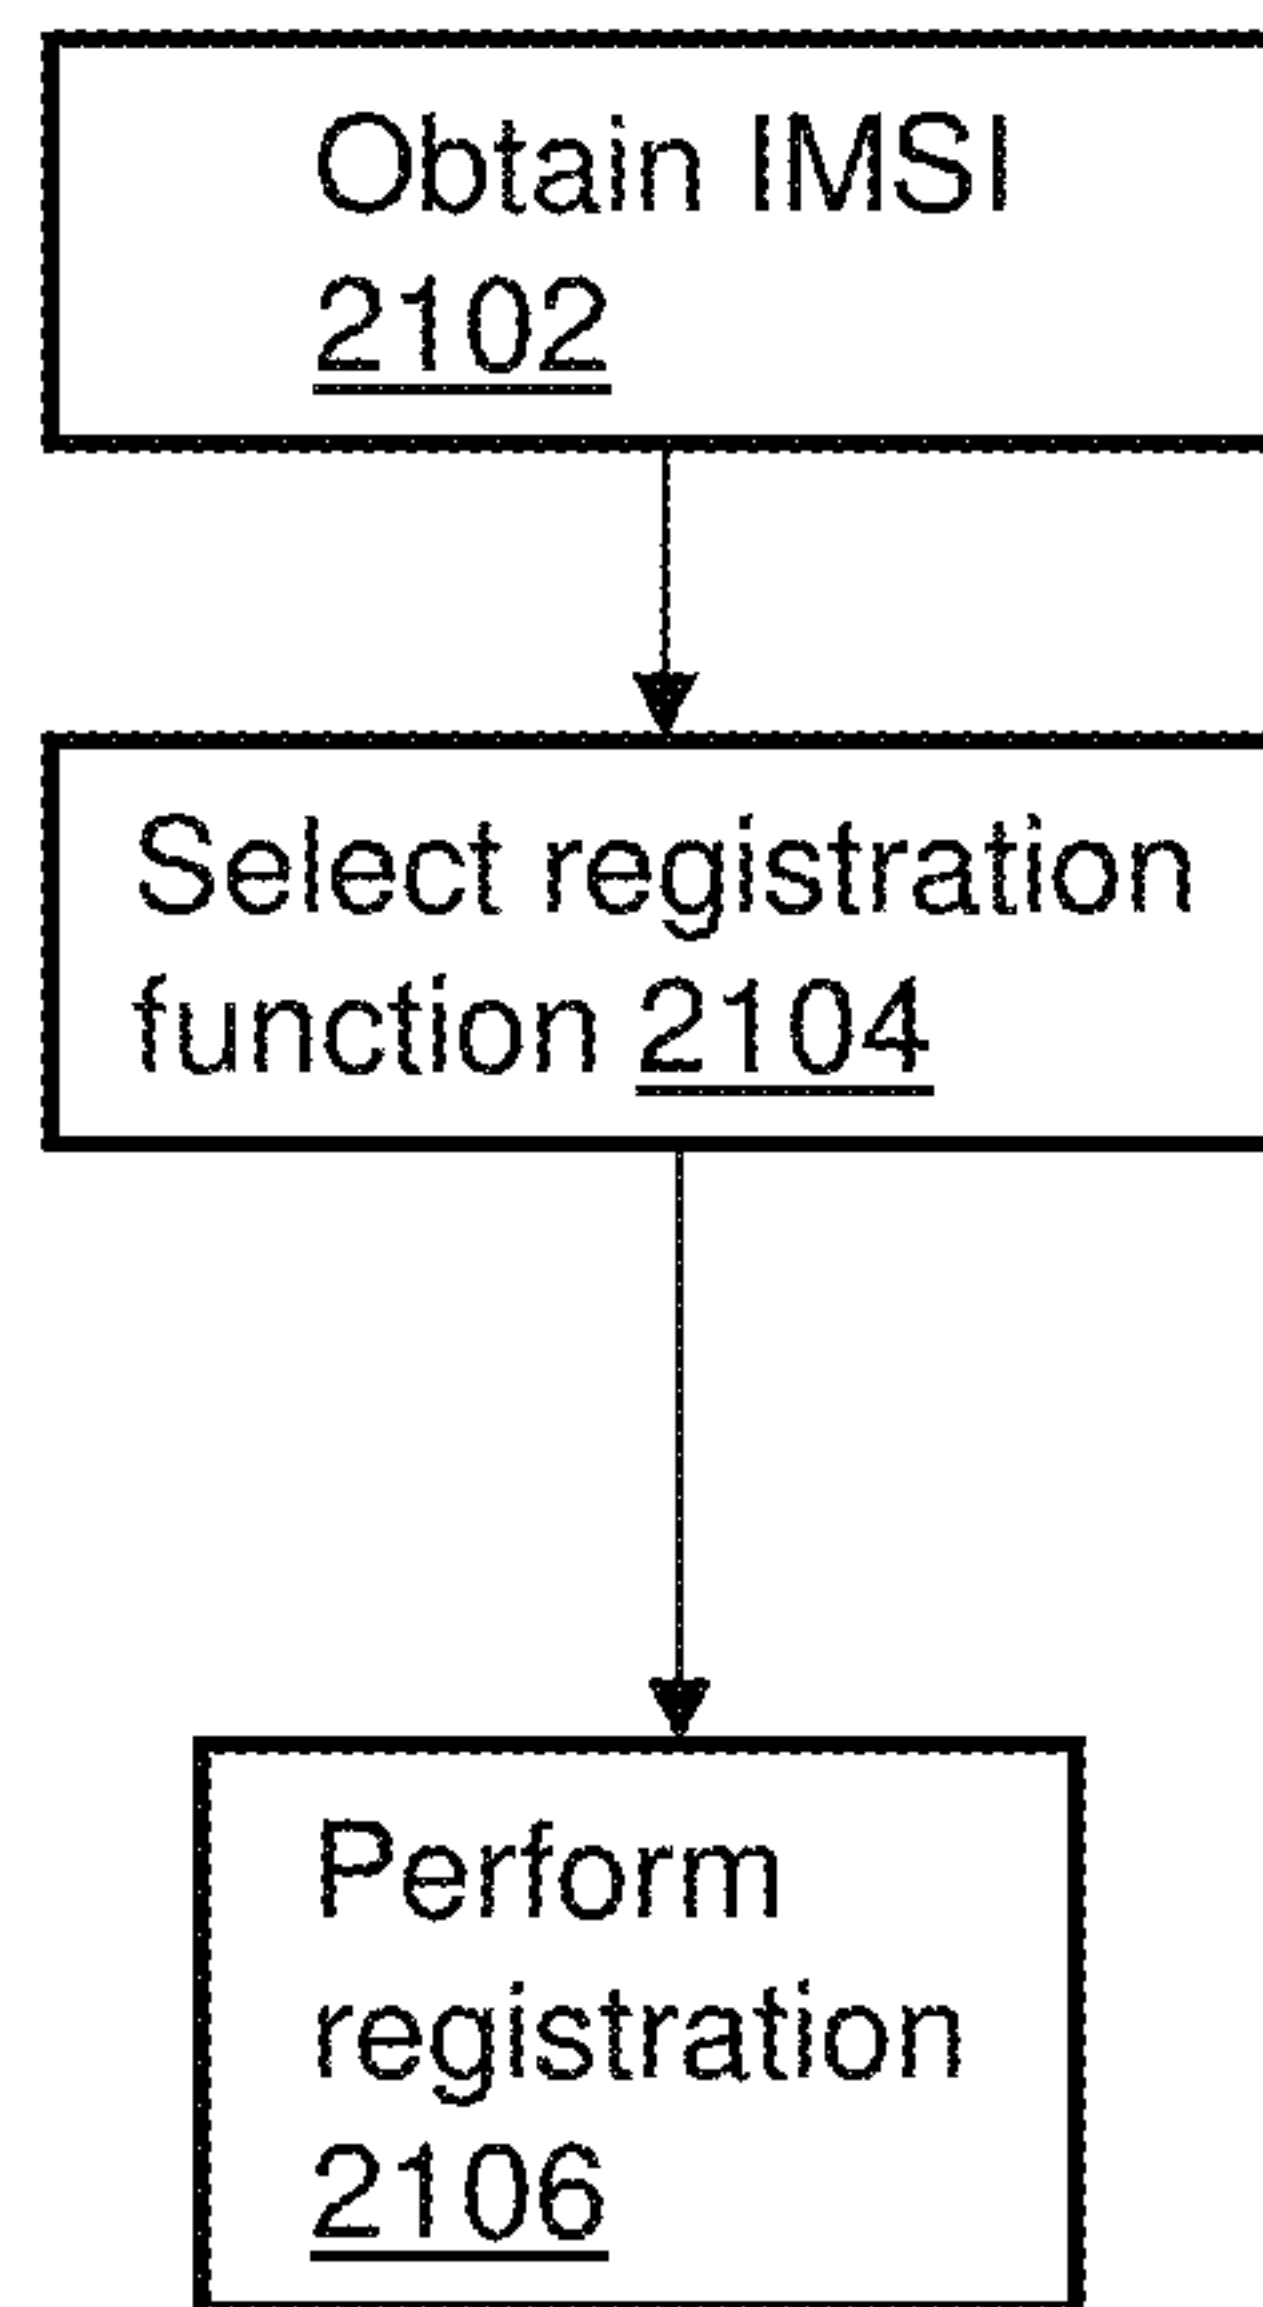 Obtain IMSI
2102
Select registration
function 2104
Perform
registration
2106